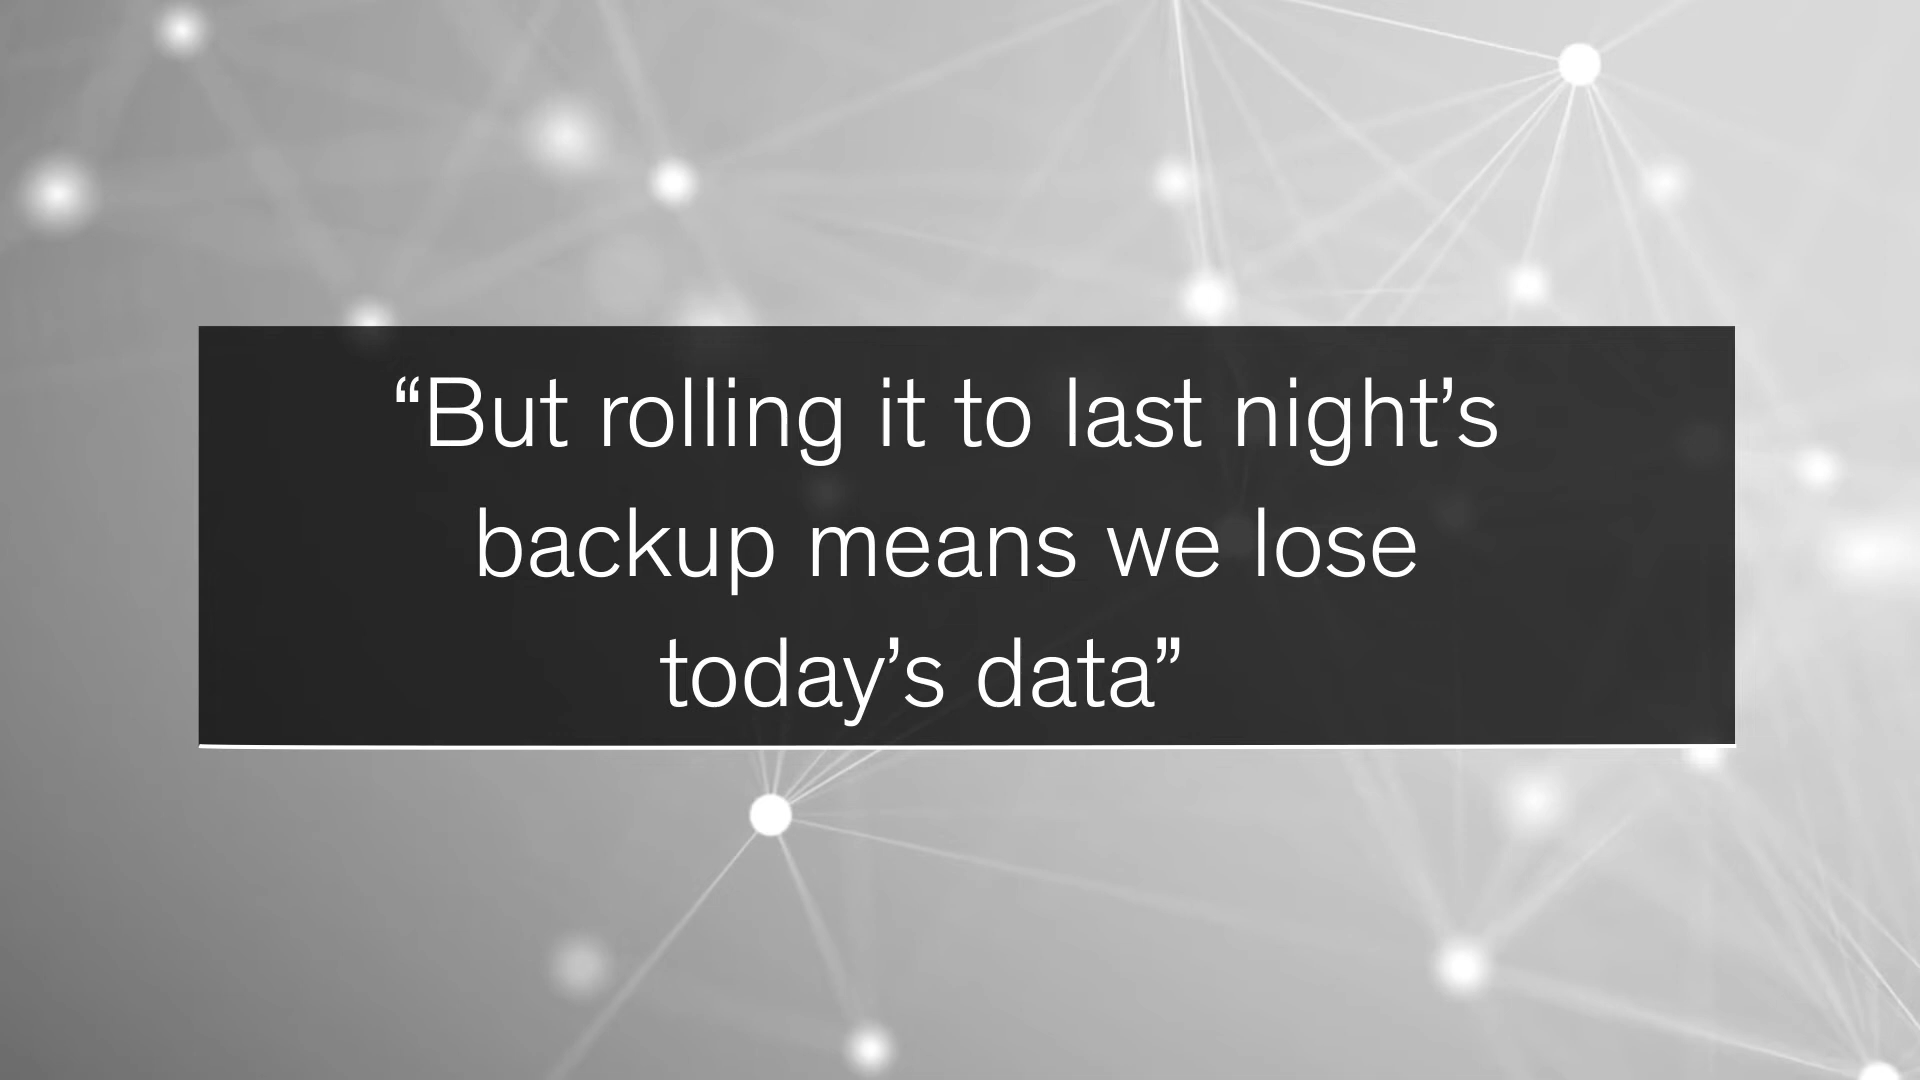 “But rolling it to last night’s
backup means we lose
today’s data”